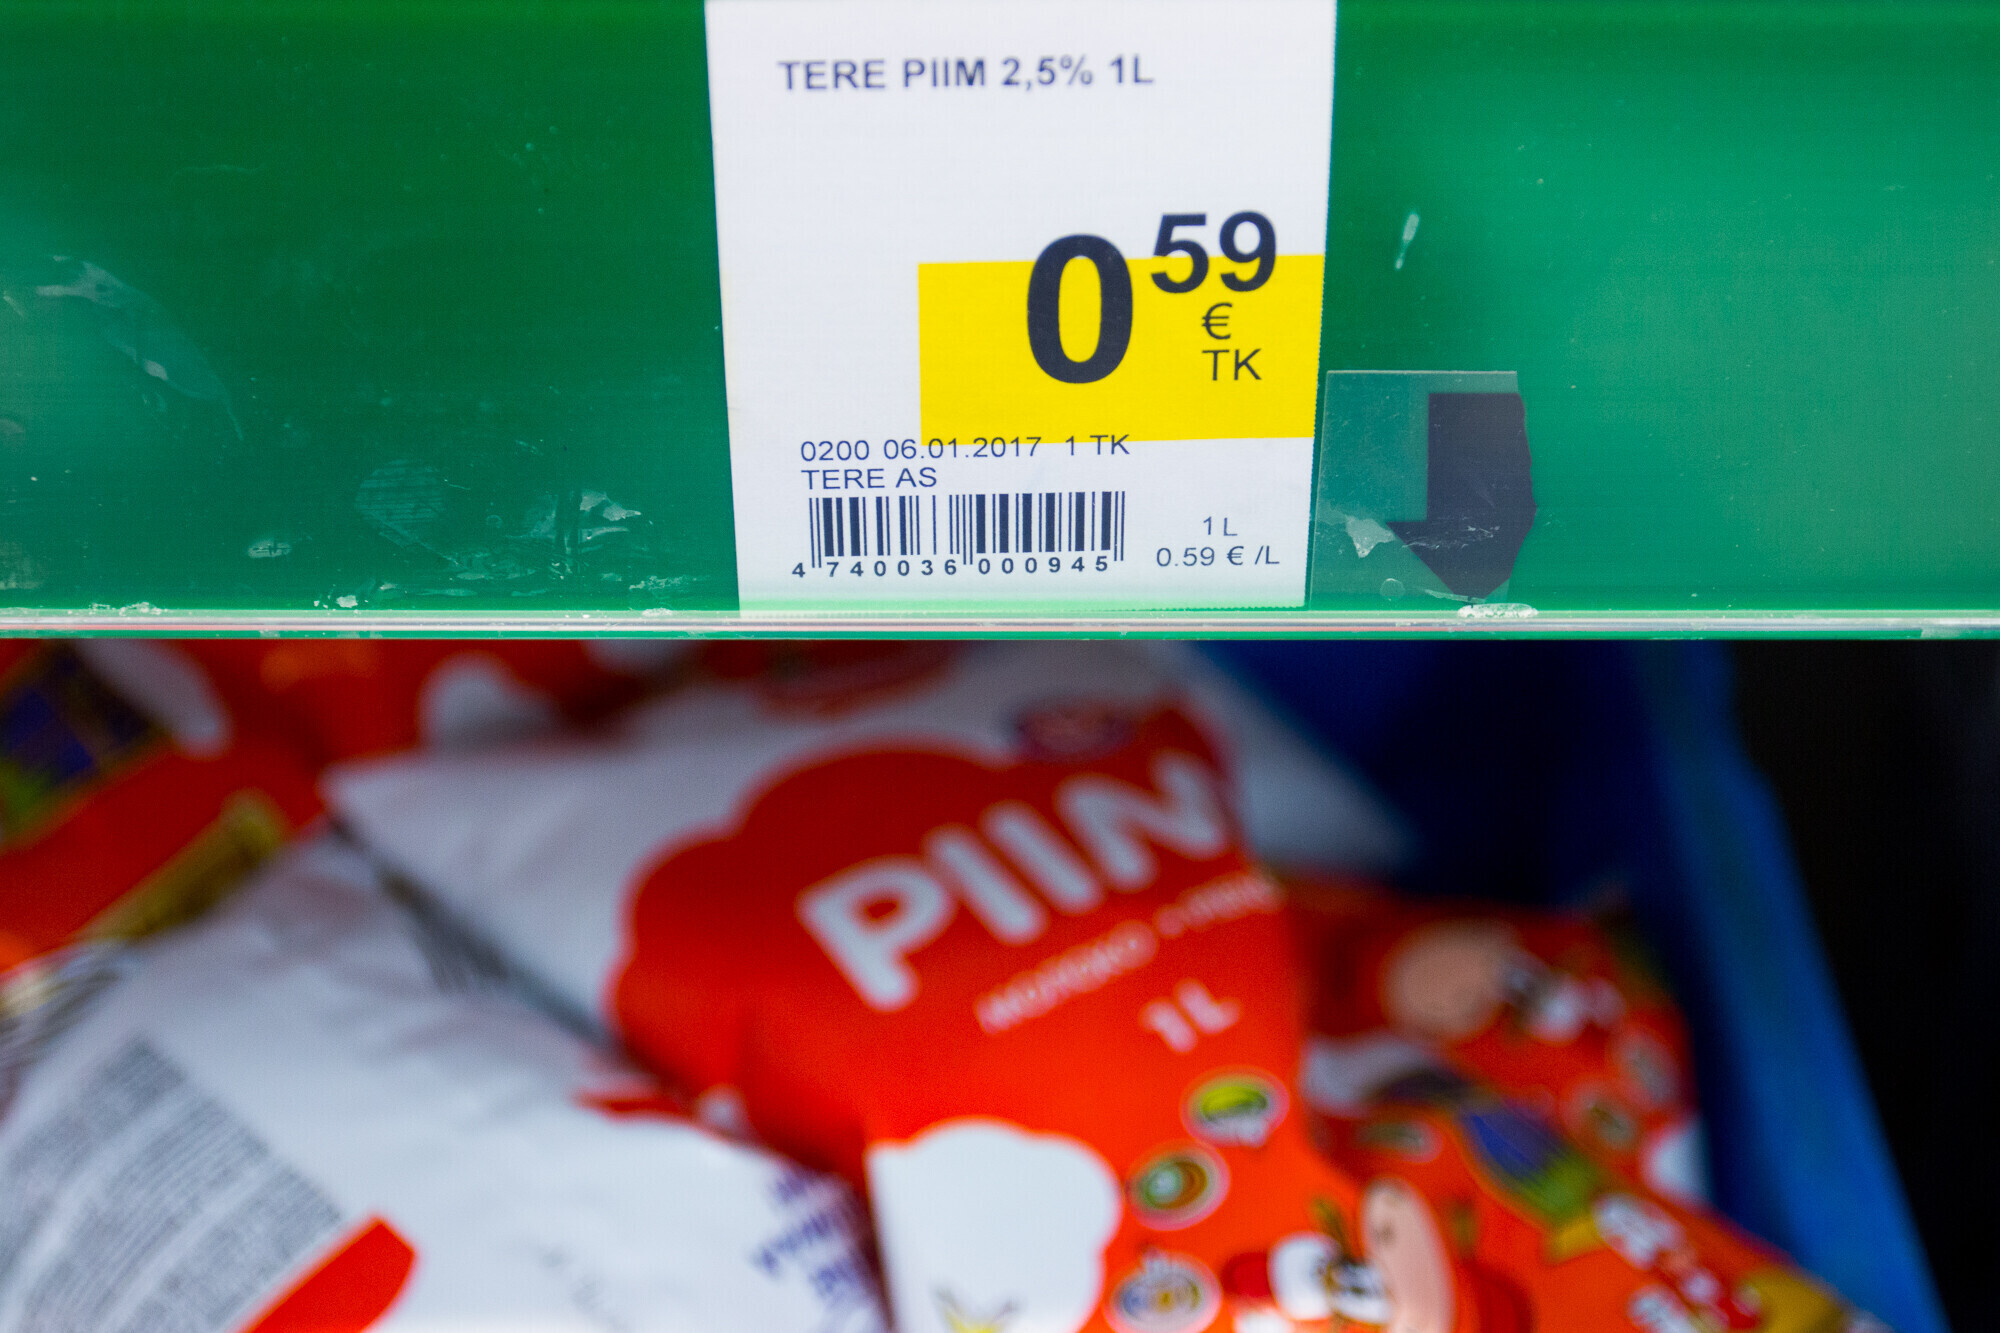 TERE PIIM 2,5% 1L
0 59
€
TK
0200 06.01.2017 1 TK
TERE AS
4 740036 000945
1 L
0.59 € /L
PIIM
1L